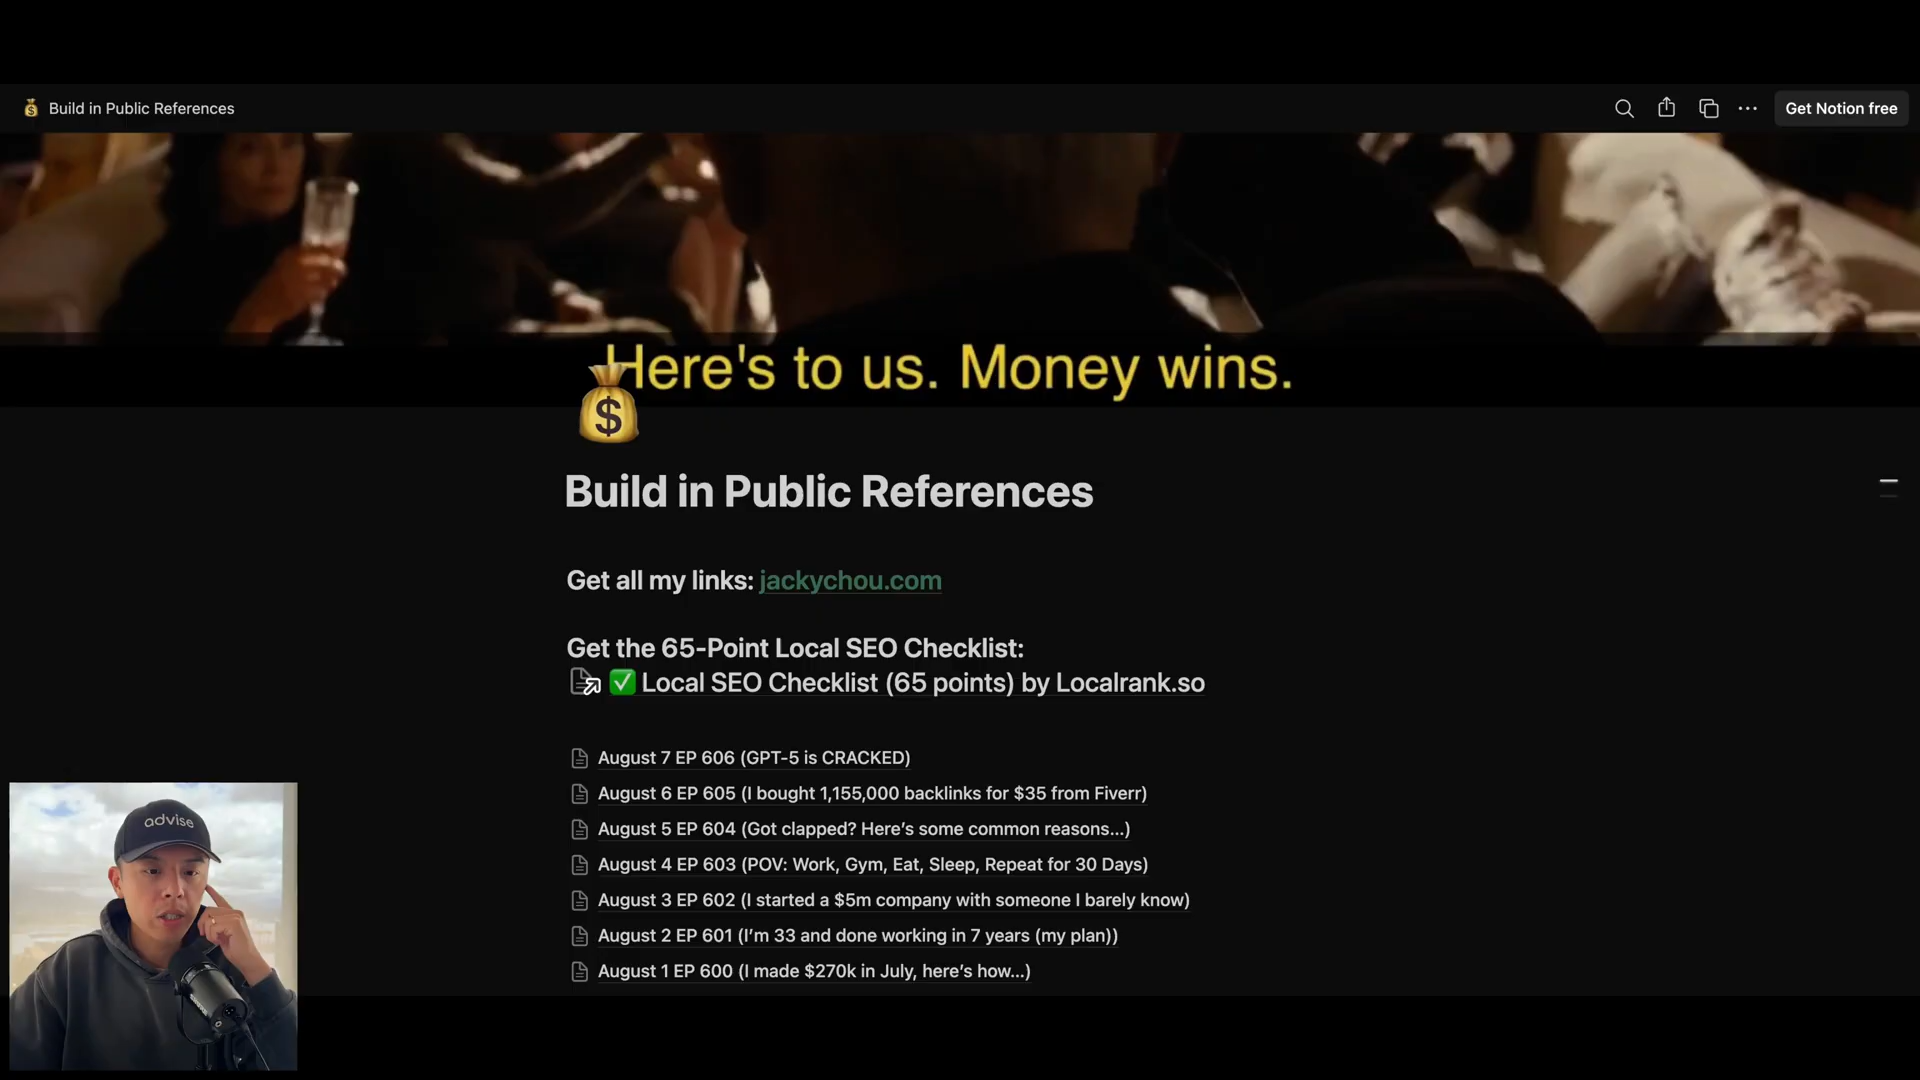 Build in Public References
Get Notion free
Here's to us. Money wins.
$
Build in Public References
Get all my links: jackychou.com
Get the 65-Point Local SEO Checklist:
✅ Local SEO Checklist (65 points) by Localrank.so
August 7 EP 606 (GPT-5 is CRACKED)
August 6 EP 605 (I bought 1,155,000 backlinks for $35 from Fiverr)
August 5 EP 604 (Got clapped? Here’s some common reasons...)
August 4 EP 603 (POV: Work, Gym, Eat, Sleep, Repeat for 30 Days)
August 3 EP 602 (I started a $5m company with someone I barely know)
August 2 EP 601 (I’m 33 and done working in 7 years (my plan))
August 1 EP 600 (I made $270k in July, here’s how...)
advise